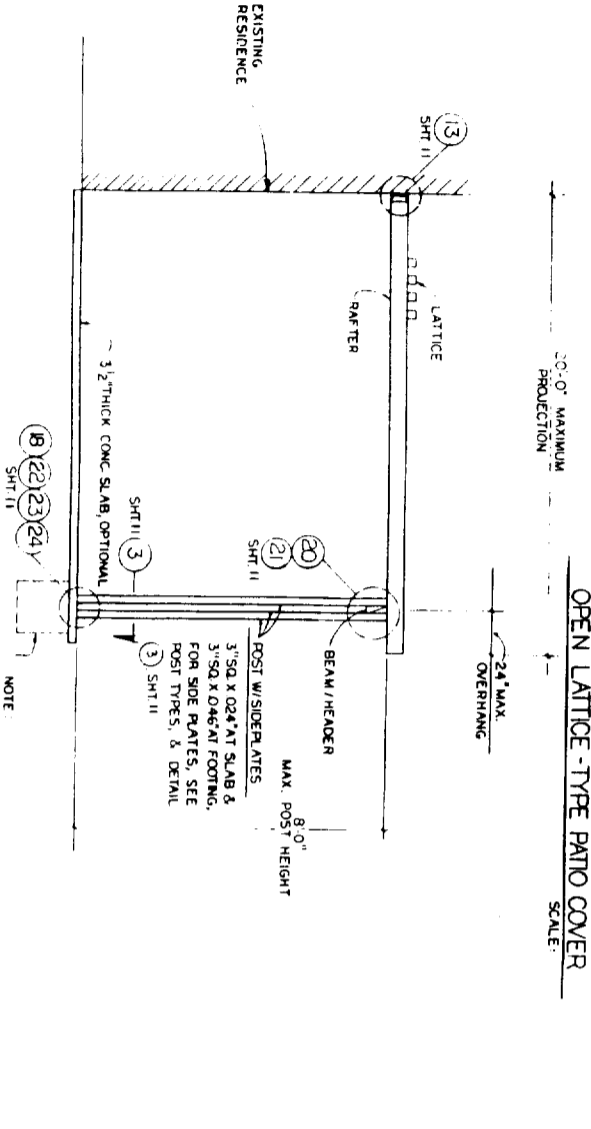 OPEN LATTICE-TYPE PATIO COVER
SCALE:
20'-0" MAXIMUM
PROJECTION
24" MAX.
OVERHANG
13
SHT. 11
LATTICE
RAFTER
EXISTING
RESIDENCE
20
21
SHT. 11
BEAM/HEADER
8'-0"
MAX. POST HEIGHT
POST W/SIDEPLATES
3"SQ. X .024" AT SLAB &
3"SQ. X .046" AT FOOTING,
FOR SIDE PLATES, SEE
POST TYPES, & DETAIL
3 SHT. 11
SHT. 11 3
3 1/2" THICK CONC. SLAB, OPTIONAL
18 22 23 24
SHT. 11
NOTE: